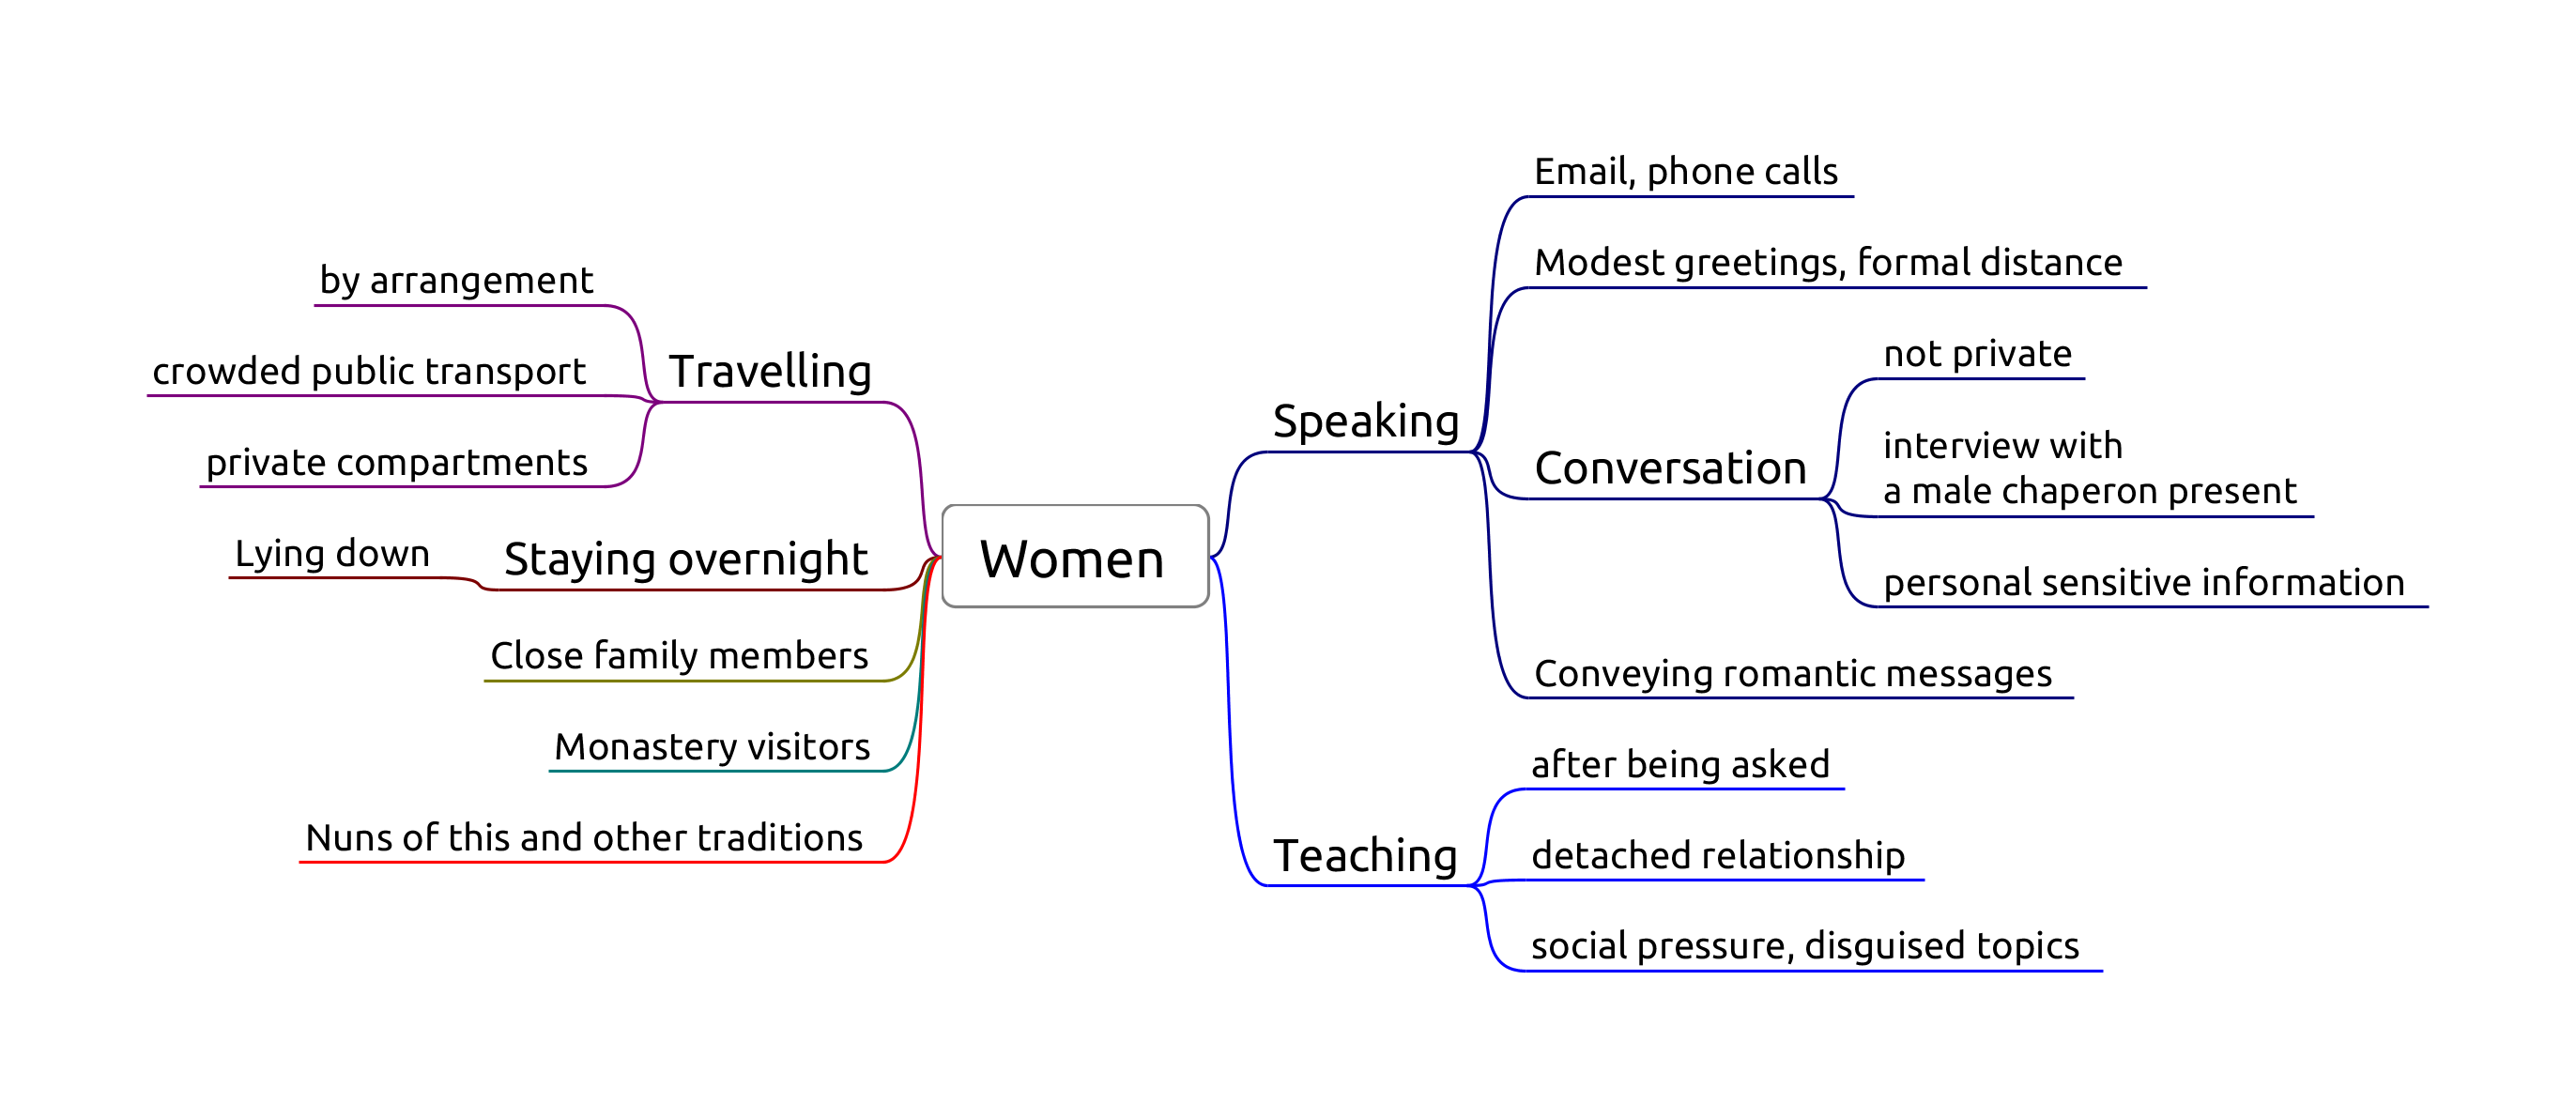 Women
Travelling
by arrangement
crowded public transport
private compartments
Staying overnight
Lying down
Close family members
Monastery visitors
Nuns of this and other traditions
Speaking
Email, phone calls
Modest greetings, formal distance
Conversation
not private
interview with
a male chaperon present
personal sensitive information
Conveying romantic messages
Teaching
after being asked
detached relationship
social pressure, disguised topics